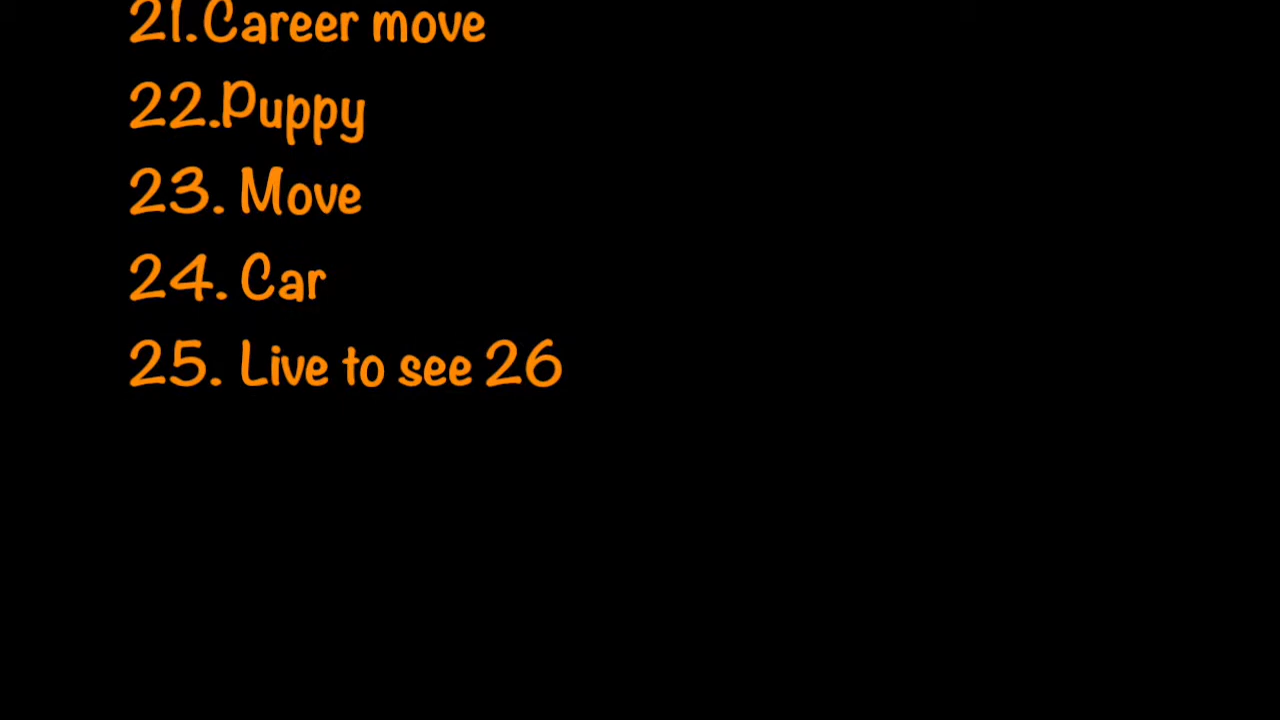 21.Career move
22.Puppy
23. Move
24. Car
25. Live to see 26